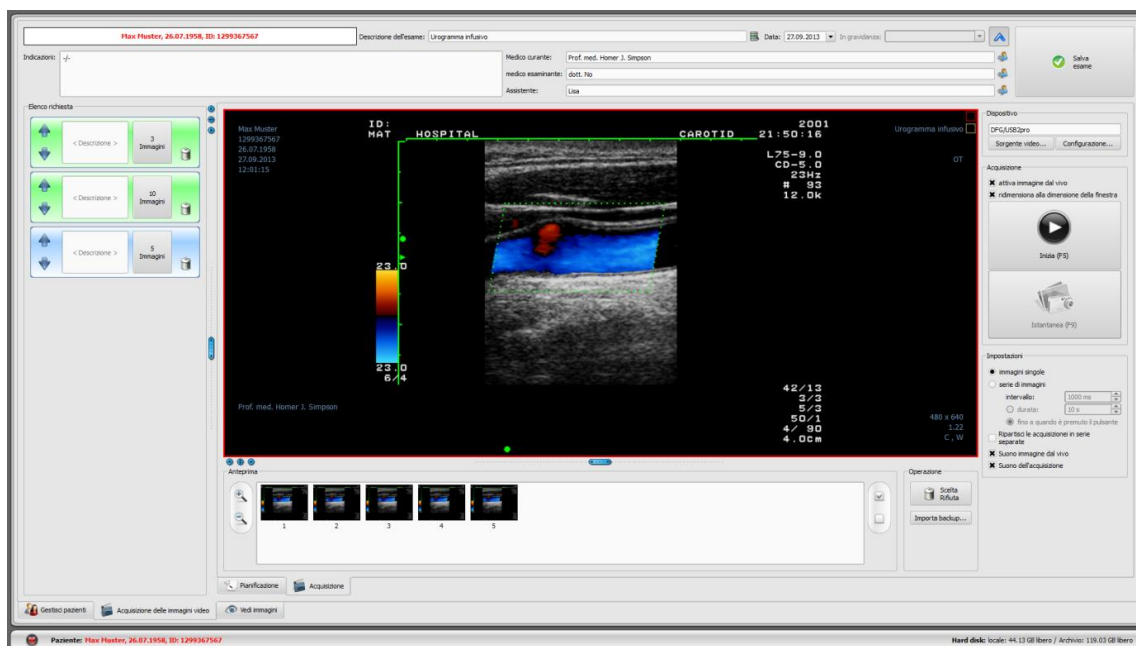 Max Muster, 26.07.1958, ID: 1299367567
Descrizione dell'esame: Urogramma infusivo
Data: 27.09.2013
In gravidanza:
Indicazioni: -/-
Medico curante: Prof. med. Homer J. Simpson
medico esaminante: dott. No
Assistente: Lisa
Salva esame
Elenco richiesta
< Descrizione >
3 Immagini
< Descrizione >
10 Immagini
< Descrizione >
5 Immagini
Max Muster
1299367567
26.07.1958
27.09.2013
12:01:15
ID:
MAT HOSPITAL
CAROTID
2001
21:50:16
Urogramma infusivo
OT
L75-9.0
CD-5.0
23Hz
# 93
12.0k
23.0
23.0
6/4
42/13
3/3
5/3
50/1
4/ 90
4.0cm
Prof. med. Homer J. Simpson
480 x 640
1.22
C , W
Dispositivo
DFG/USB2pro
Sorgente video...
Configurazione...
Acquisizione
attiva immagine dal vivo
ridimensiona alla dimensione della finestra
Inizia (F5)
Istantanea (F9)
Impostazioni
immagini singole
serie di immagini
intervallo: 1000 ms
durata: 10 s
fino a quando è premuto il pulsante
Ripartisci le acquisizionei in serie
separate
Suono immagine dal vivo
Suono dell'acquisizione
Anteprima
1 2 3 4 5
Operazione
Scelta
Rifiuta
Importa backup...
Pianificazione
Acquisizione
Gestisci pazienti
Acquisizione delle immagini video
Vedi immagini
Paziente: Max Muster, 26.07.1958, ID: 1299367567
Hard disk: locale: 44.13 GB libero / Archivio: 119.03 GB libero